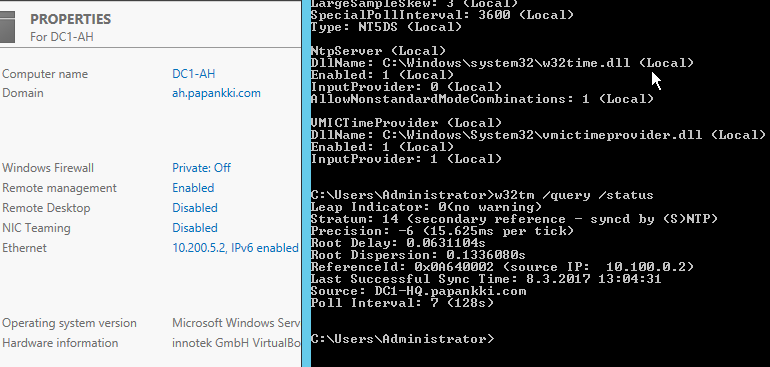 PROPERTIES
For DC1-AH
Computer name DC1-AH
Domain ah.papankki.com
Windows Firewall Private: Off
Remote management Enabled
Remote Desktop Disabled
NIC Teaming Disabled
Ethernet 10.200.5.2, IPv6 enabled
Operating system version Microsoft Windows Serv
Hardware information innotek GmbH VirtualBo
LargeSampleSkew: 3 (Local)
SpecialPollInterval: 3600 (Local)
Type: NT5DS (Local)
NtpServer (Local)
DllName: C:\Windows\system32\w32time.dll (Local)
Enabled: 1 (Local)
InputProvider: 0 (Local)
AllowNonstandardModeCombinations: 1 (Local)
VMICTimeProvider (Local)
DllName: C:\Windows\System32\vmictimeprovider.dll (Local)
Enabled: 1 (Local)
InputProvider: 1 (Local)
C:\Users\Administrator>w32tm /query /status
Leap Indicator: 0(no warning)
Stratum: 14 (secondary reference - syncd by (S)NTP)
Precision: -6 (15.625ms per tick)
Root Delay: 0.0631104s
Root Dispersion: 0.1336080s
ReferenceId: 0x0A640002 (source IP:  10.100.0.2)
Last Successful Sync Time: 8.3.2017 13:04:31
Source: DC1-HQ.papankki.com
Poll Interval: 7 (128s)
C:\Users\Administrator>